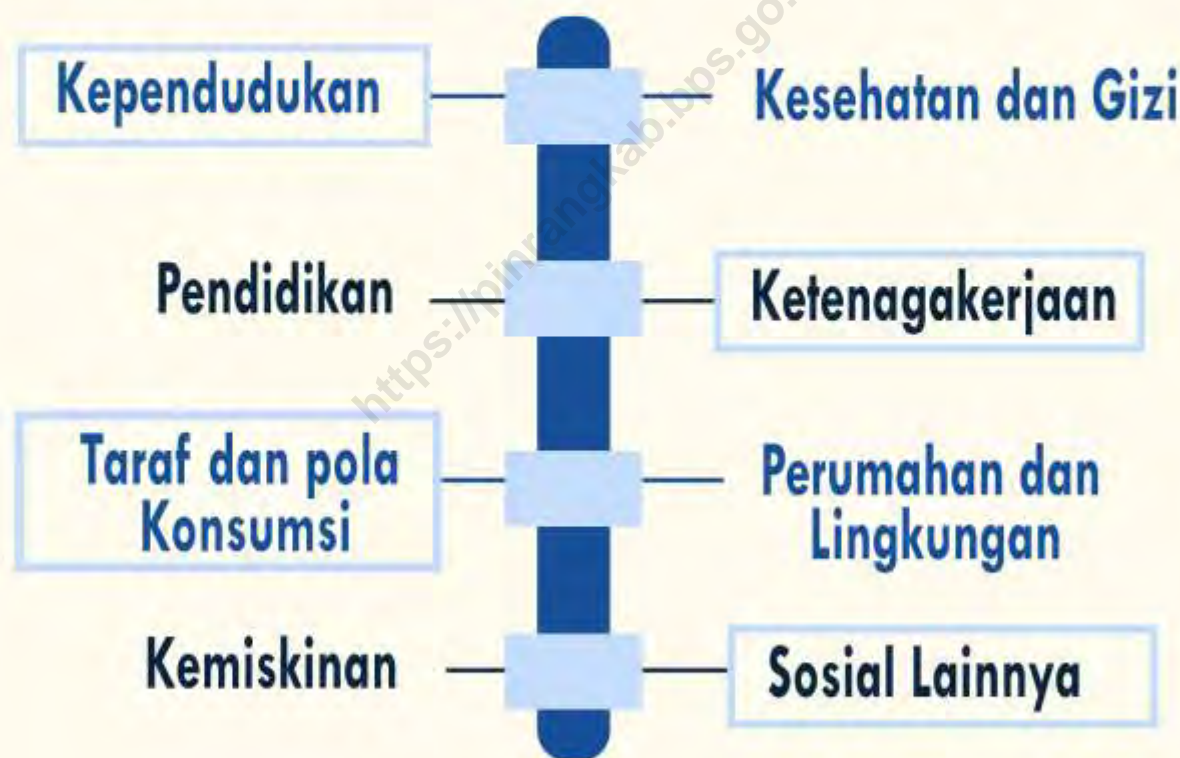 Kependudukan
Kesehatan dan Gizi
Pendidikan
Ketenagakerjaan
Taraf dan pola
Konsumsi
Perumahan dan
Lingkungan
Kemiskinan
Sosial Lainnya
https://pinrangkab.bps.go.